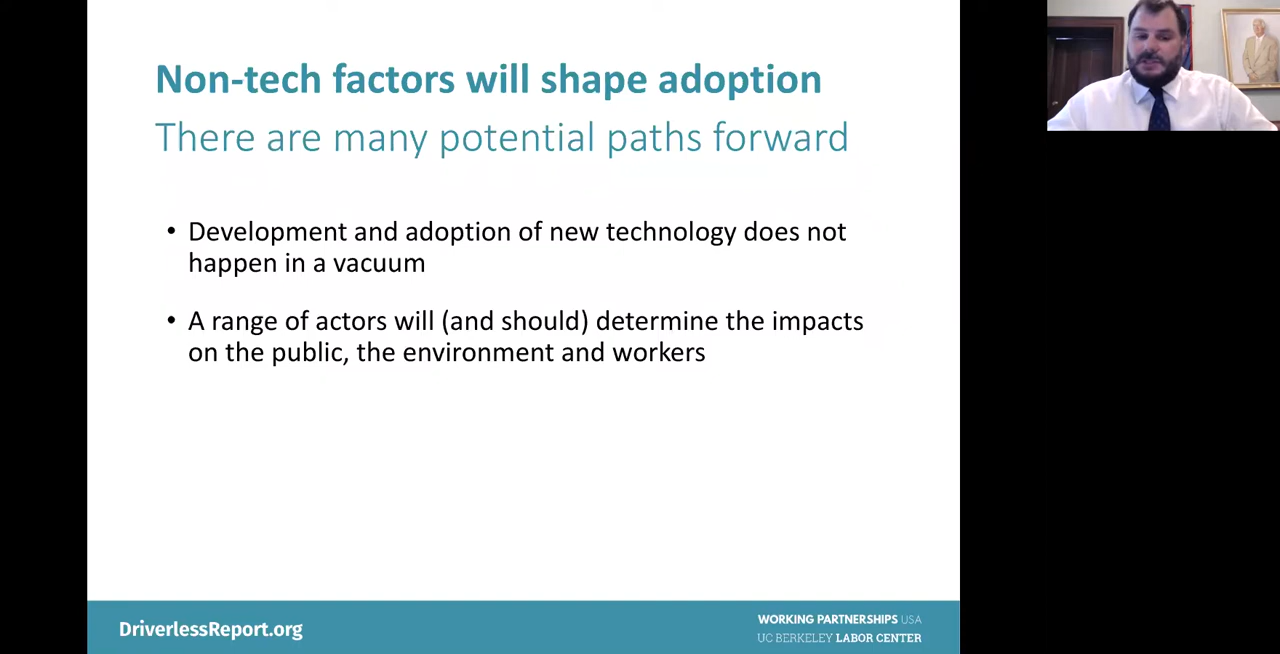 Non-tech factors will shape adoption
There are many potential paths forward
• Development and adoption of new technology does not
happen in a vacuum
• A range of actors will (and should) determine the impacts
on the public, the environment and workers
DriverlessReport.org
WORKING PARTNERSHIPS USA
UC BERKELEY LABOR CENTER